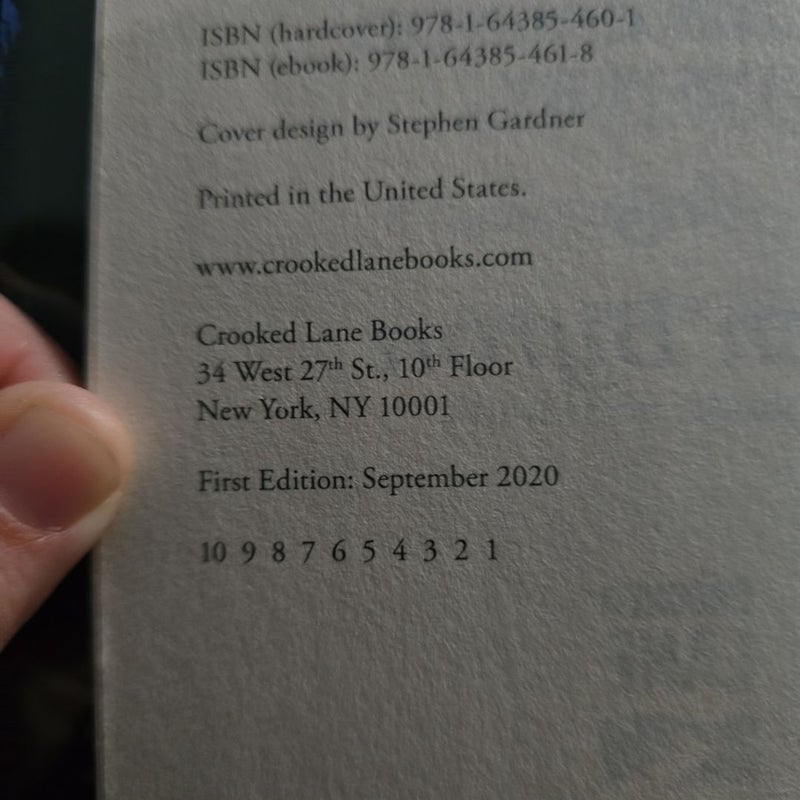 ISBN (hardcover): 978-1-64385-460-1
ISBN (ebook): 978-1-64385-461-8
Cover design by Stephen Gardner
Printed in the United States.
www.crookedlanebooks.com
Crooked Lane Books
34 West 27th St., 10th Floor
New York, NY 10001
First Edition: September 2020
10 9 8 7 6 5 4 3 2 1